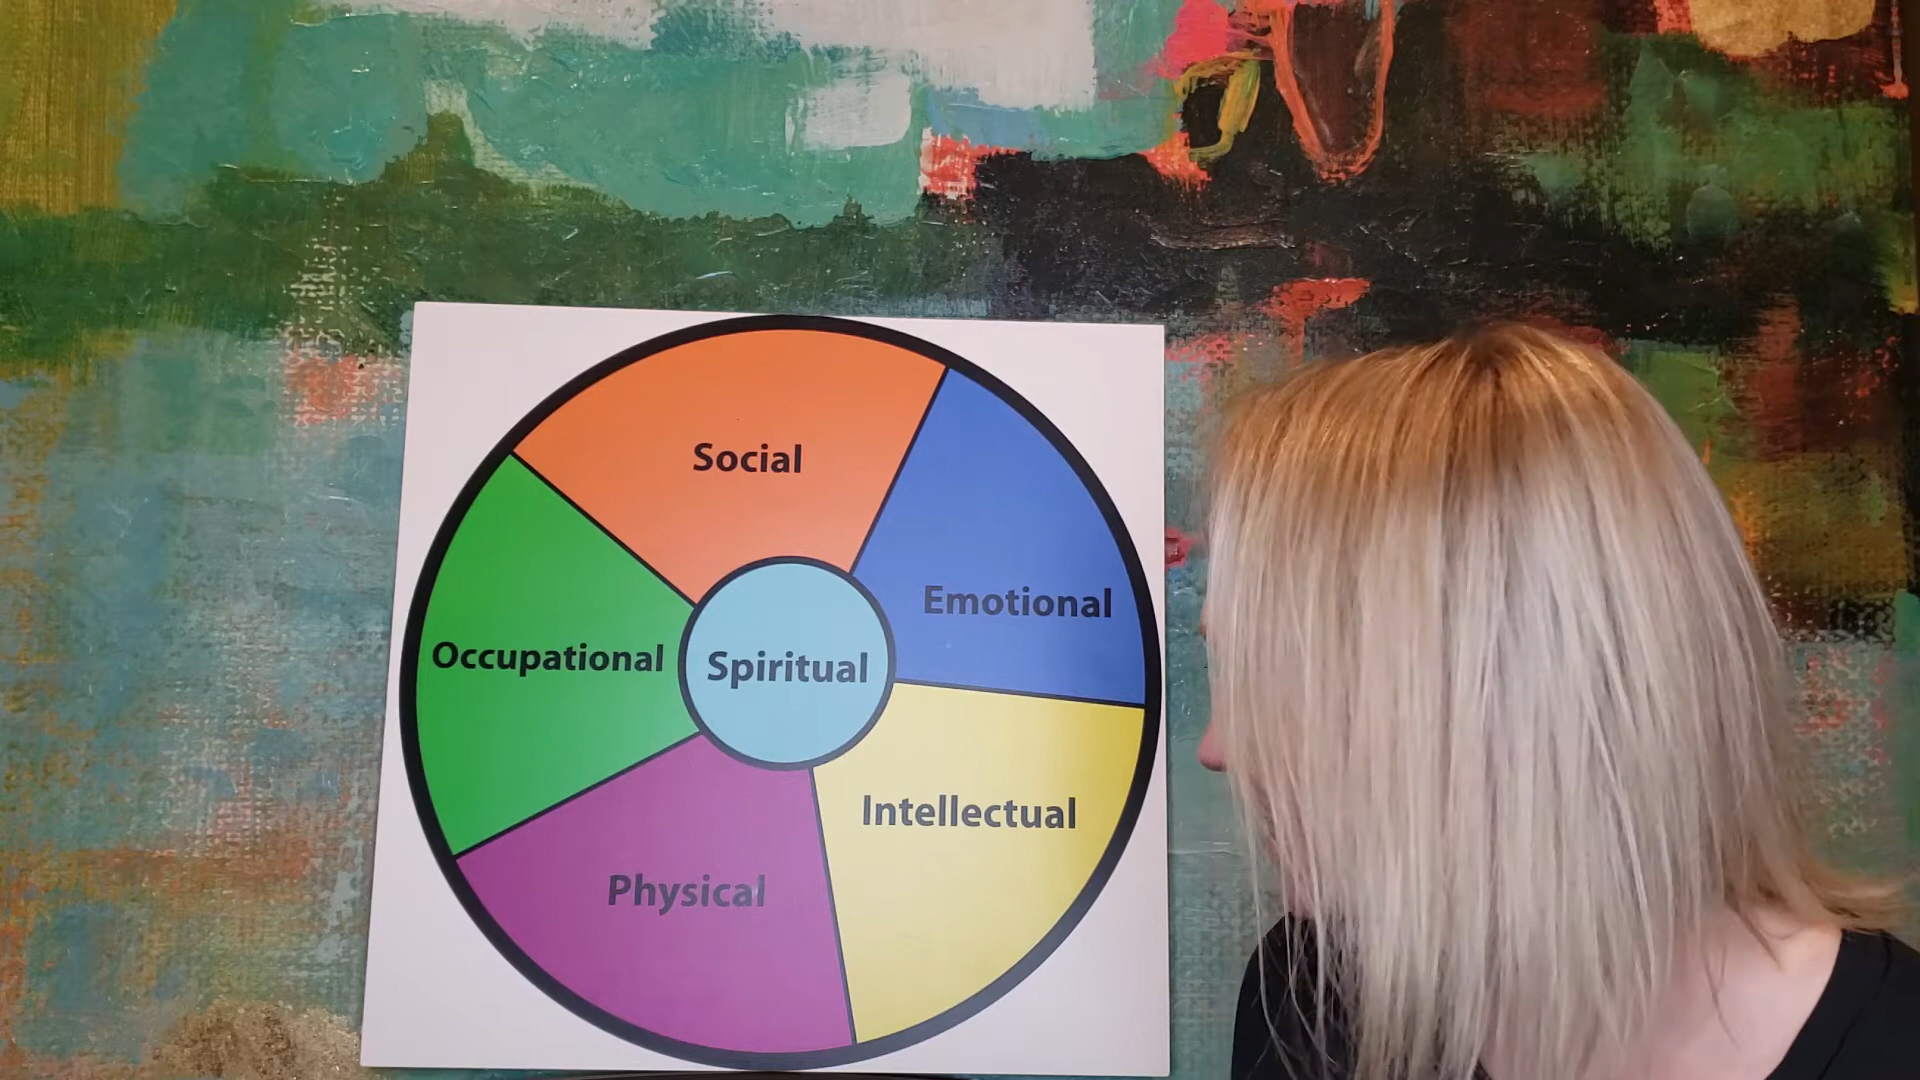 Social
Emotional
Occupational
Spiritual
Intellectual
Physical